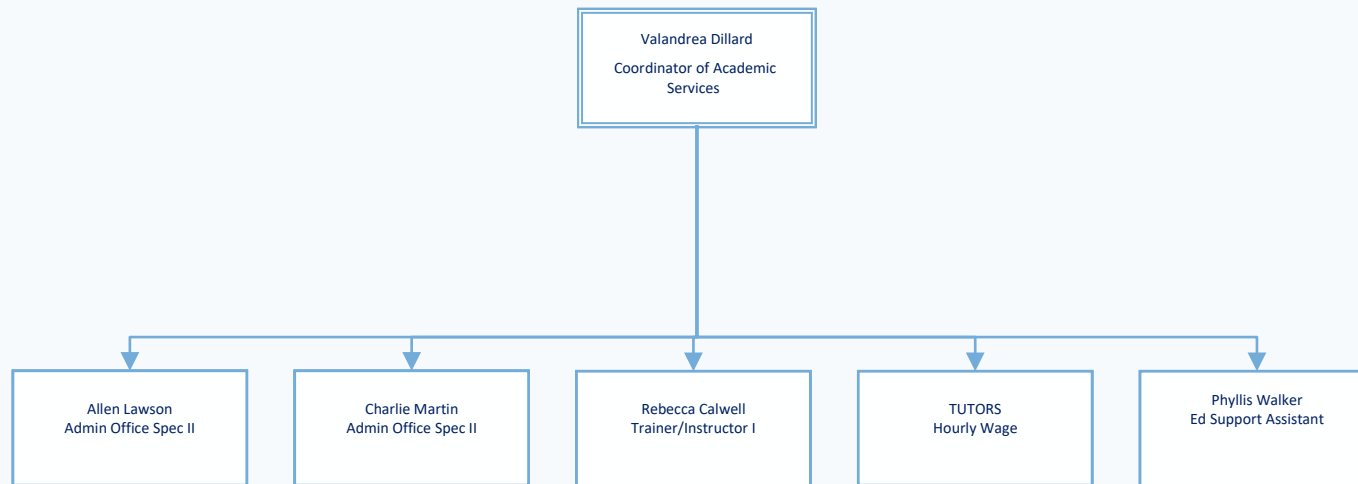 Valandrea Dillard
Coordinator of Academic
Services
Allen Lawson
Admin Office Spec II
Charlie Martin
Admin Office Spec II
Rebecca Calwell
Trainer/Instructor I
TUTORS
Hourly Wage
Phyllis Walker
Ed Support Assistant